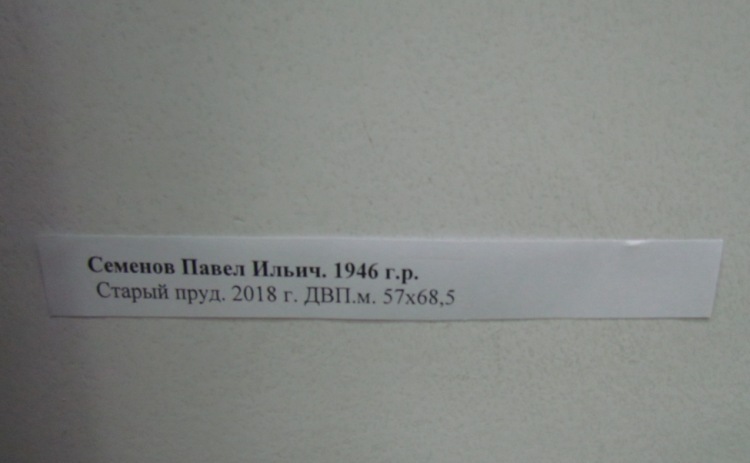 Семенов Павел Ильич. 1946 г.р.
Старый пруд. 2018 г. ДВП.м. 57х68,5